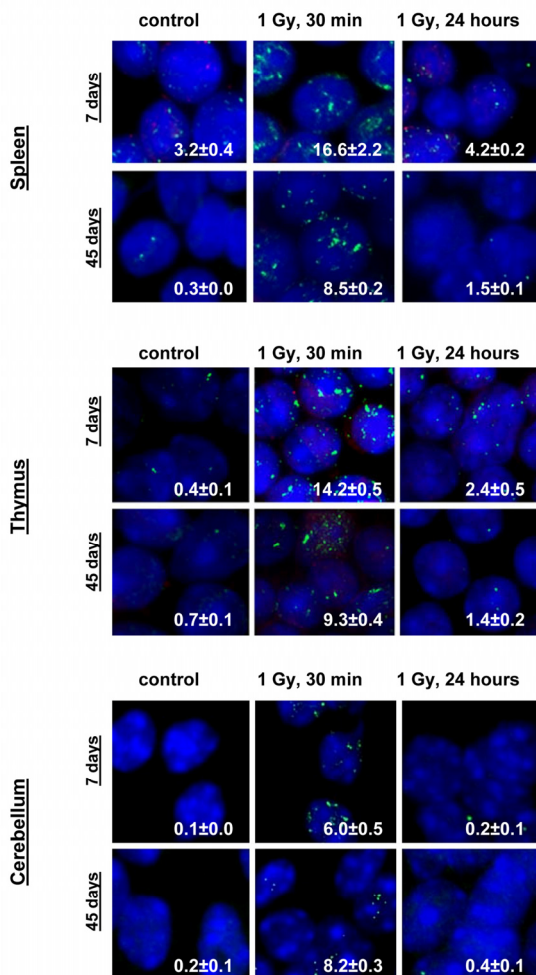 control 1 Gy, 30 min 1 Gy, 24 hours
Spleen
7 days
3.2±0.4 16.6±2.2 4.2±0.2
45 days
0.3±0.0 8.5±0.2 1.5±0.1
control 1 Gy, 30 min 1 Gy, 24 hours
Thymus
7 days
0.4±0.1 14.2±0.5 2.4±0.5
45 days
0.7±0.1 9.3±0.4 1.4±0.2
control 1 Gy, 30 min 1 Gy, 24 hours
Cerebellum
7 days
0.1±0.0 6.0±0.5 0.2±0.1
45 days
0.2±0.1 8.2±0.3 0.4±0.1